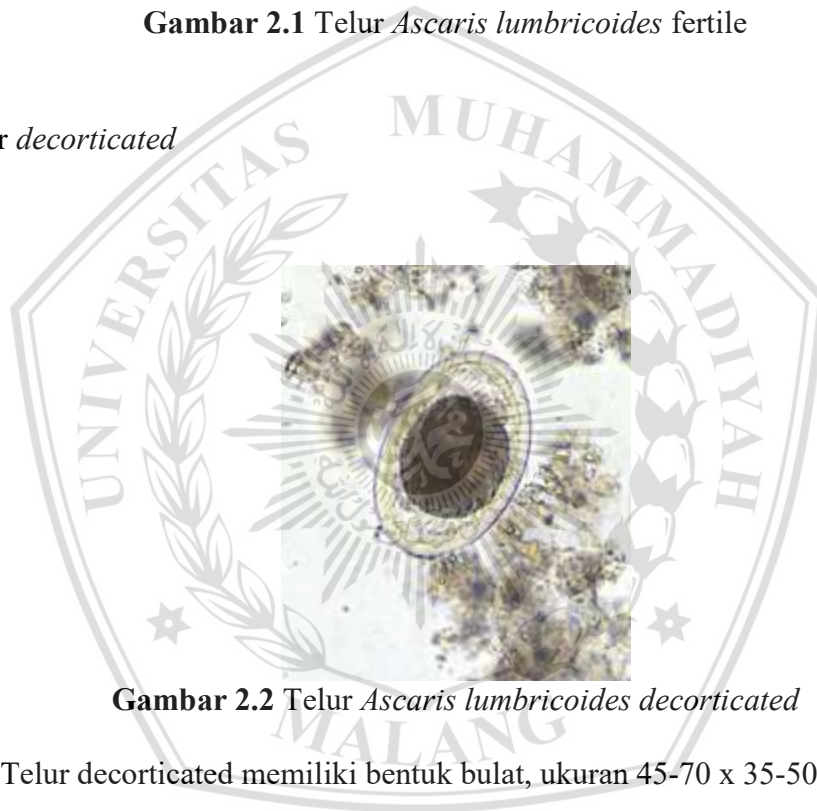 Gambar 2.1 Telur Ascaris lumbricoides fertile
r decorticated
UNIVERSITAS MUHAMMADIYAH
MALANG
Gambar 2.2 Telur Ascaris lumbricoides decorticated
Telur decorticated memiliki bentuk bulat, ukuran 45-70 x 35-50